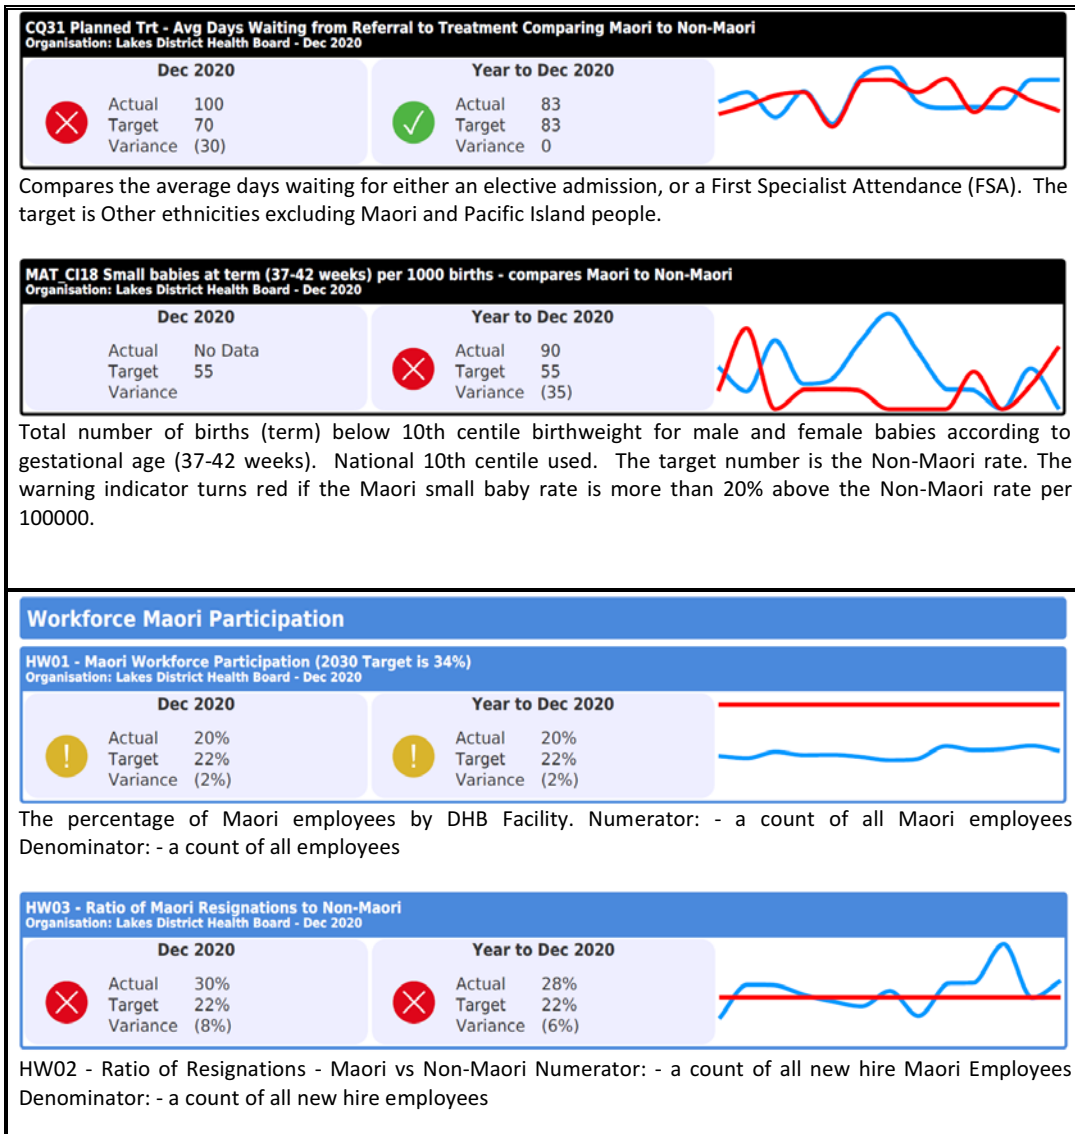 CQ31 Planned Trt - Avg Days Waiting from Referral to Treatment Comparing Maori to Non-Maori
Organisation: Lakes District Health Board - Dec 2020
Dec 2020
Actual 100
Target 70
Variance (30)
Year to Dec 2020
Actual 83
Target 83
Variance 0
Compares the average days waiting for either an elective admission, or a First Specialist Attendance (FSA). The
target is Other ethnicities excluding Maori and Pacific Island people.
MAT_CI18 Small babies at term (37-42 weeks) per 1000 births - compares Maori to Non-Maori
Organisation: Lakes District Health Board - Dec 2020
Dec 2020
Actual No Data
Target 55
Variance
Year to Dec 2020
Actual 90
Target 55
Variance (35)
Total number of births (term) below 10th centile birthweight for male and female babies according to
gestational age (37-42 weeks). National 10th centile used. The target number is the Non-Maori rate. The
warning indicator turns red if the Maori small baby rate is more than 20% above the Non-Maori rate per
100000.
Workforce Maori Participation
HW01 - Maori Workforce Participation (2030 Target is 34%)
Organisation: Lakes District Health Board - Dec 2020
Dec 2020
Actual 20%
Target 22%
Variance (2%)
Year to Dec 2020
Actual 20%
Target 22%
Variance (2%)
The percentage of Maori employees by DHB Facility. Numerator: - a count of all Maori employees
Denominator: - a count of all employees
HW03 - Ratio of Maori Resignations to Non-Maori
Organisation: Lakes District Health Board - Dec 2020
Dec 2020
Actual 30%
Target 22%
Variance (8%)
Year to Dec 2020
Actual 28%
Target 22%
Variance (6%)
HW02 - Ratio of Resignations - Maori vs Non-Maori Numerator: - a count of all new hire Maori Employees
Denominator: - a count of all new hire employees